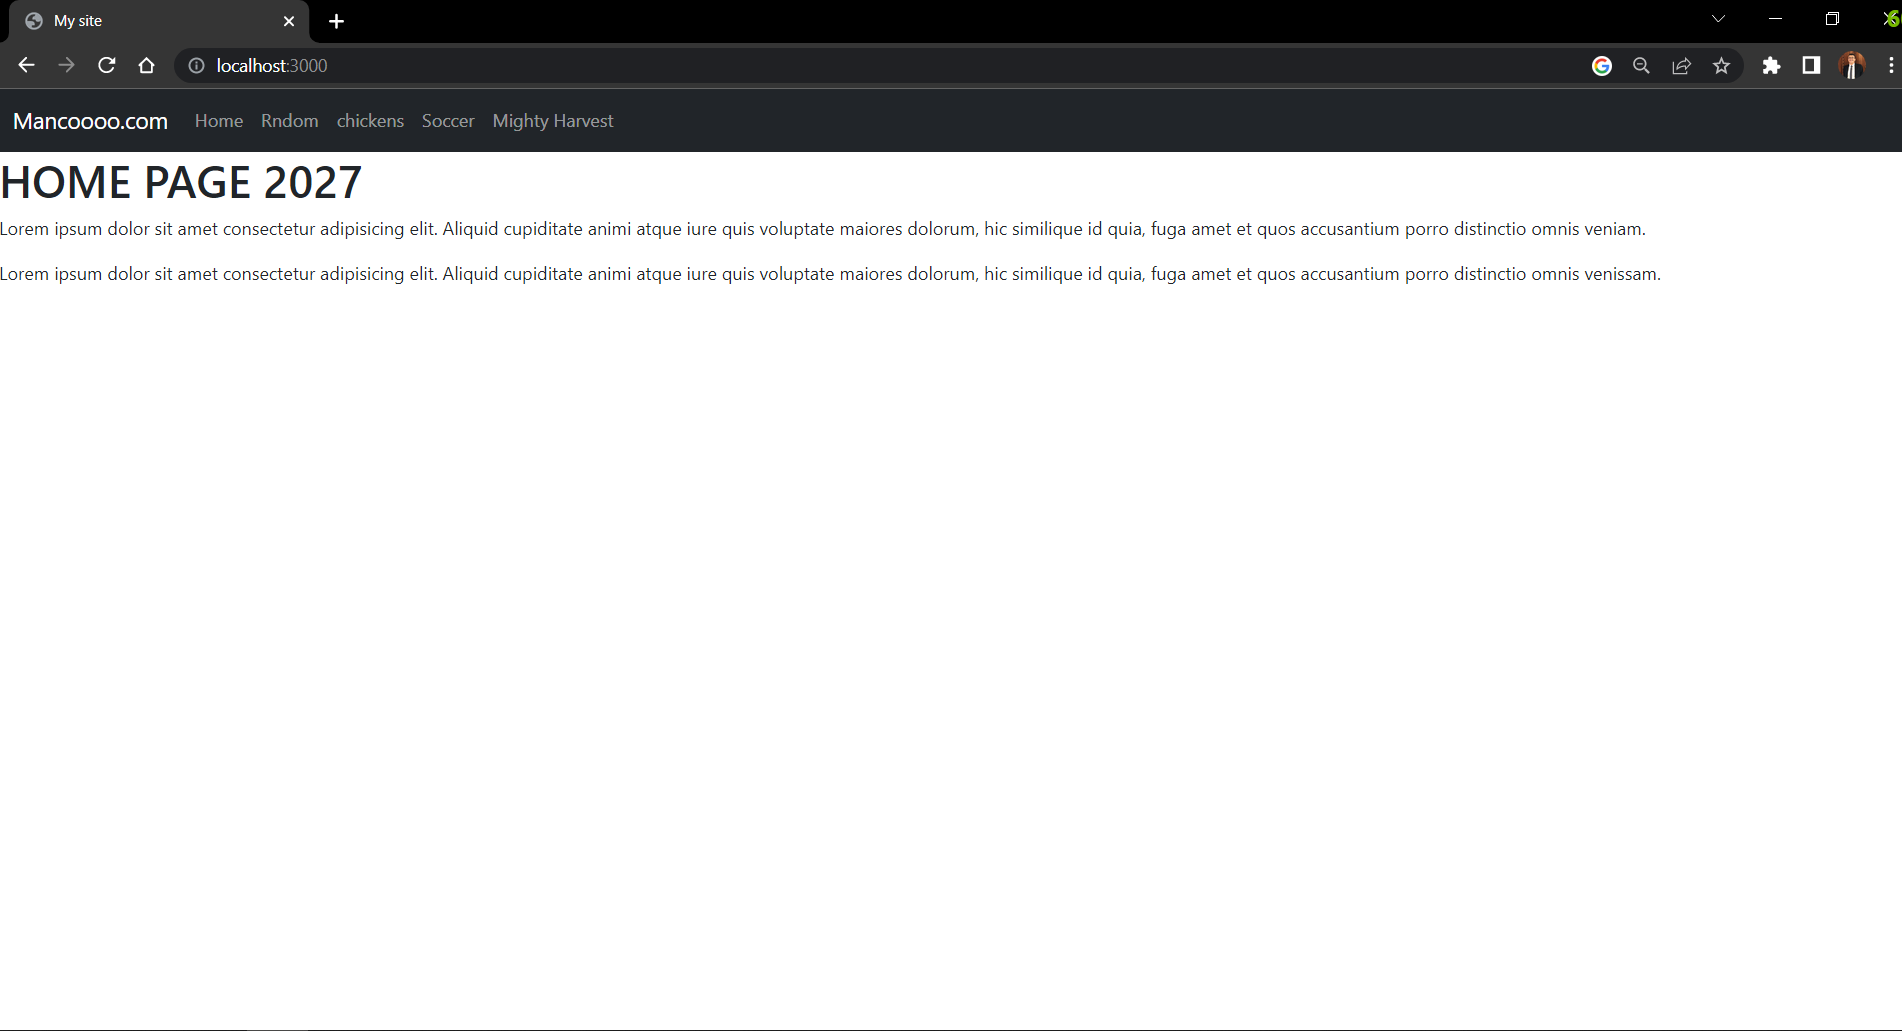 My site
localhost:3000
Mancoooo.com Home Rndom chickens Soccer Mighty Harvest
HOME PAGE 2027
Lorem ipsum dolor sit amet consectetur adipisicing elit. Aliquid cupiditate animi atque iure quis voluptate maiores dolorum, hic similique id quia, fuga amet et quos accusantium porro distinctio omnis veniam.
Lorem ipsum dolor sit amet consectetur adipisicing elit. Aliquid cupiditate animi atque iure quis voluptate maiores dolorum, hic similique id quia, fuga amet et quos accusantium porro distinctio omnis venissam.